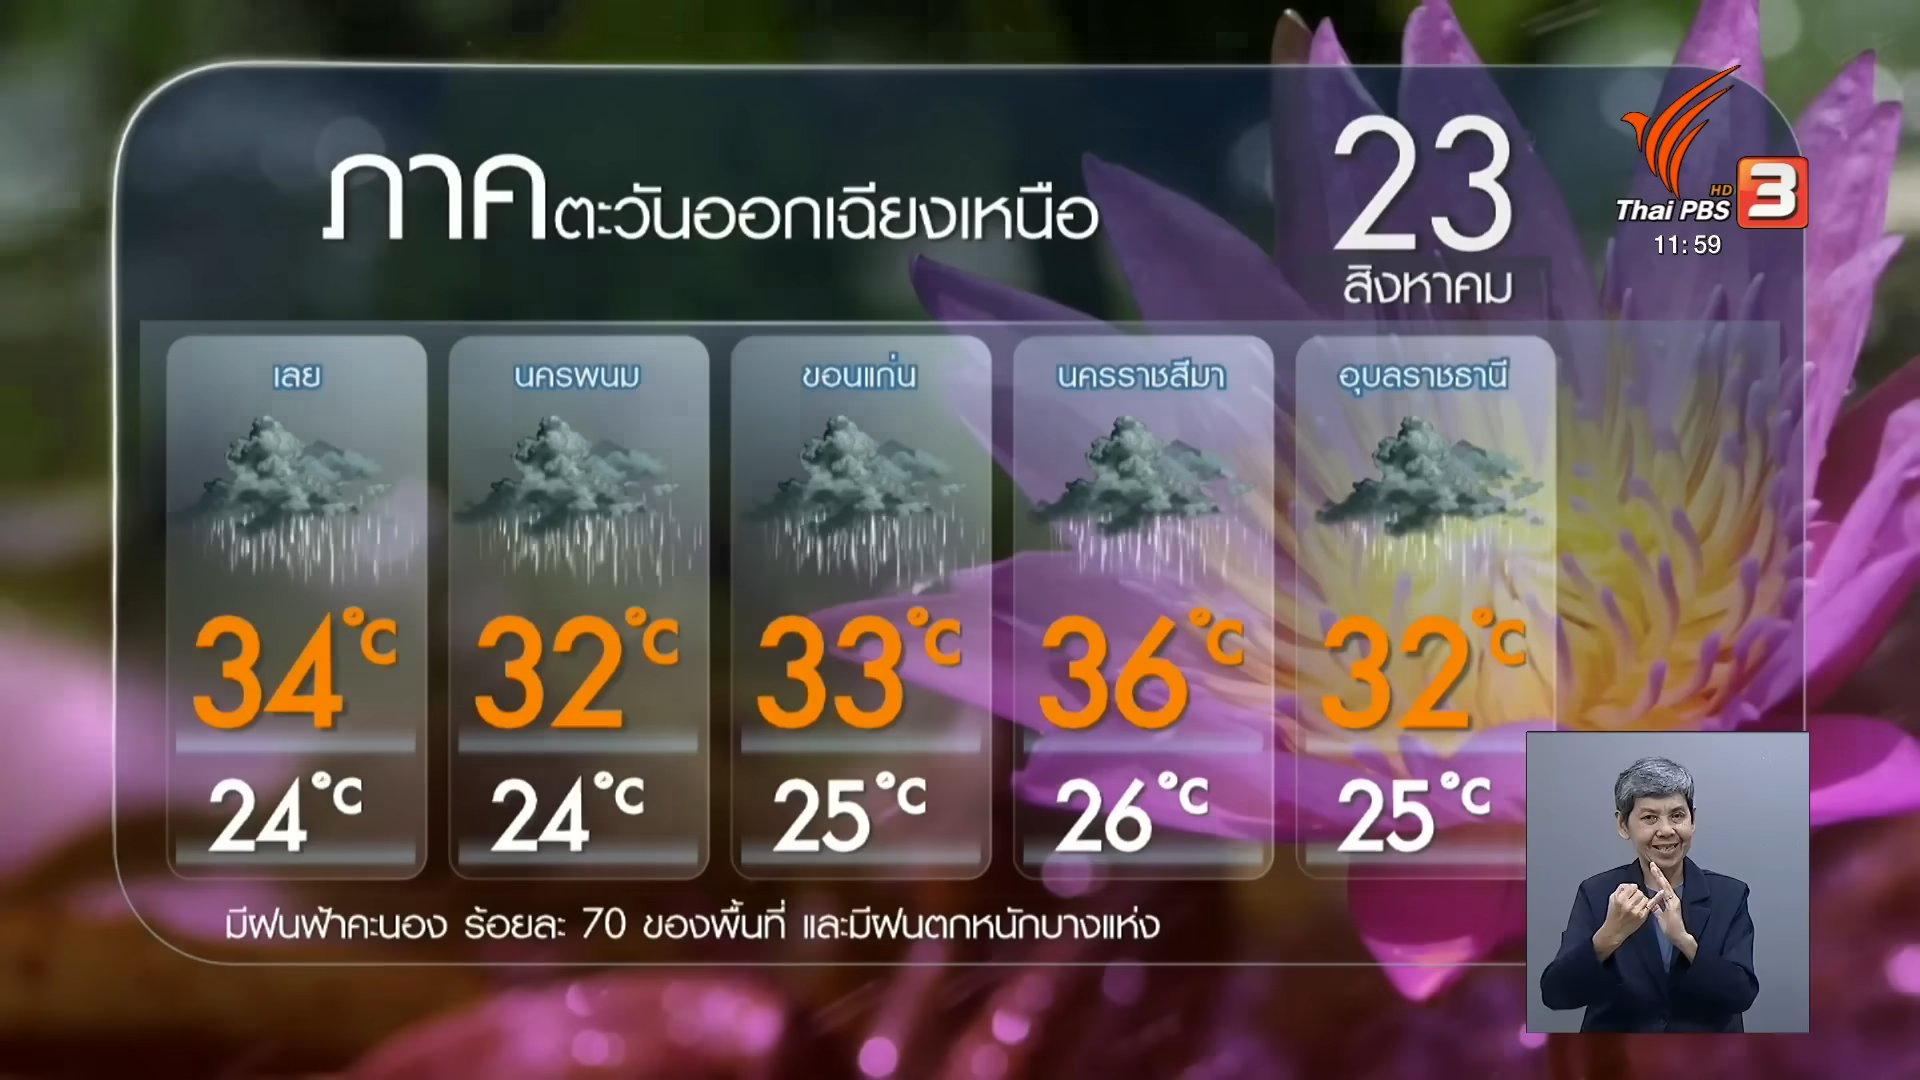 ภาคตะวันออกเฉียงเหนือ
23
สิงหาคม
HD
Thai PBS 3
11:59
เลย นครพนม ขอนแก่น นครราชสีมา อุบลราชธานี
34°C 32°C 33°C 36°C 32°C
24°C 24°C 25°C 26°C 25°C
มีฝนฟ้าคะนอง ร้อยละ 70 ของพื้นที่ และมีฝนตกหนักบางแห่ง